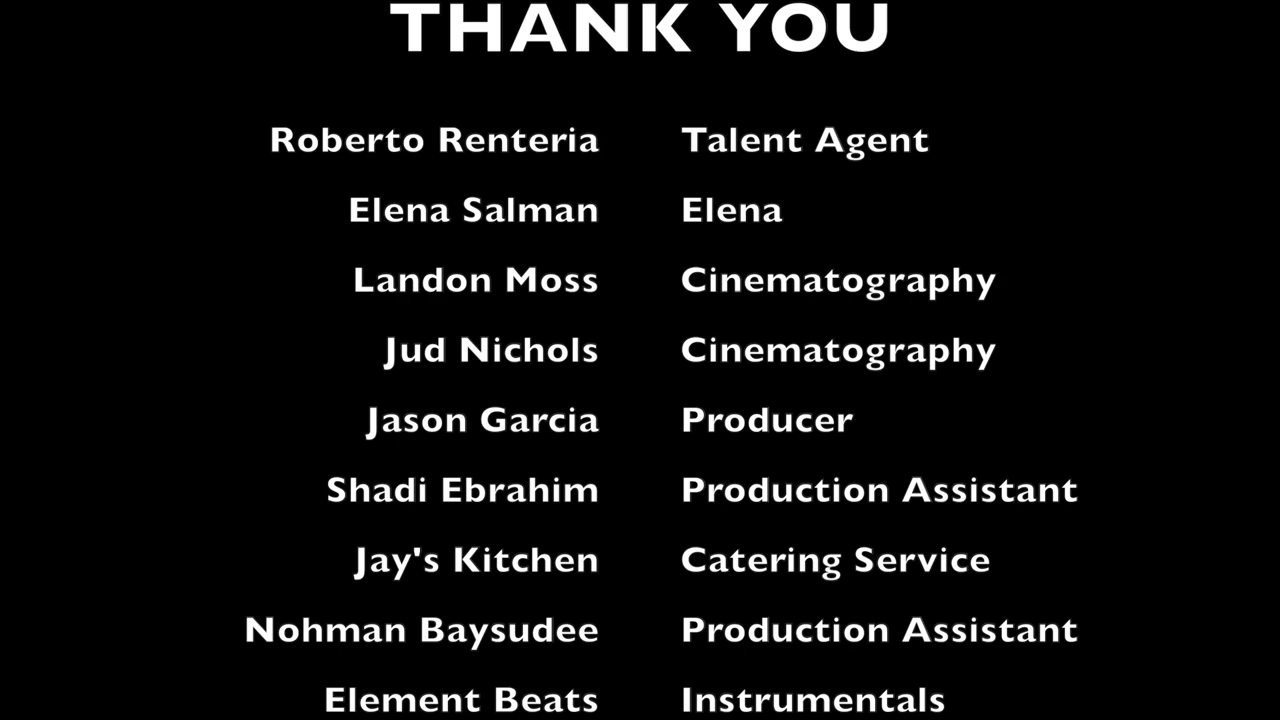 THANK YOU
Roberto Renteria Talent Agent
Elena Salman Elena
Landon Moss Cinematography
Jud Nichols Cinematography
Jason Garcia Producer
Shadi Ebrahim Production Assistant
Jay's Kitchen Catering Service
Nohman Baysudee Production Assistant
Element Beats Instrumentals